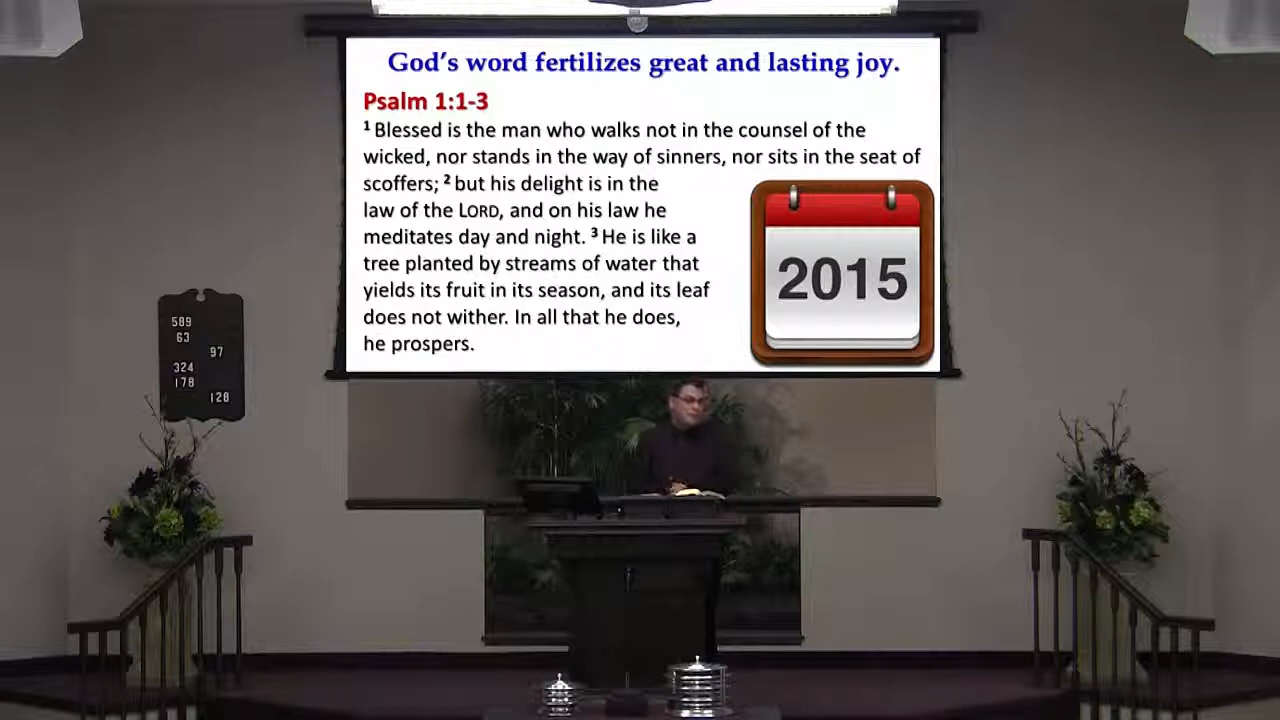 God's word fertilizes great and lasting joy.
Psalm 1:1-3
1 Blessed is the man who walks not in the counsel of the
wicked, nor stands in the way of sinners, nor sits in the seat of
scoffers; 2 but his delight is in the
law of the LORD, and on his law he
meditates day and night. 3 He is like a
tree planted by streams of water that
yields its fruit in its season, and its leaf
does not wither. In all that he does,
he prospers.
2015
589
63
97
324
178
128